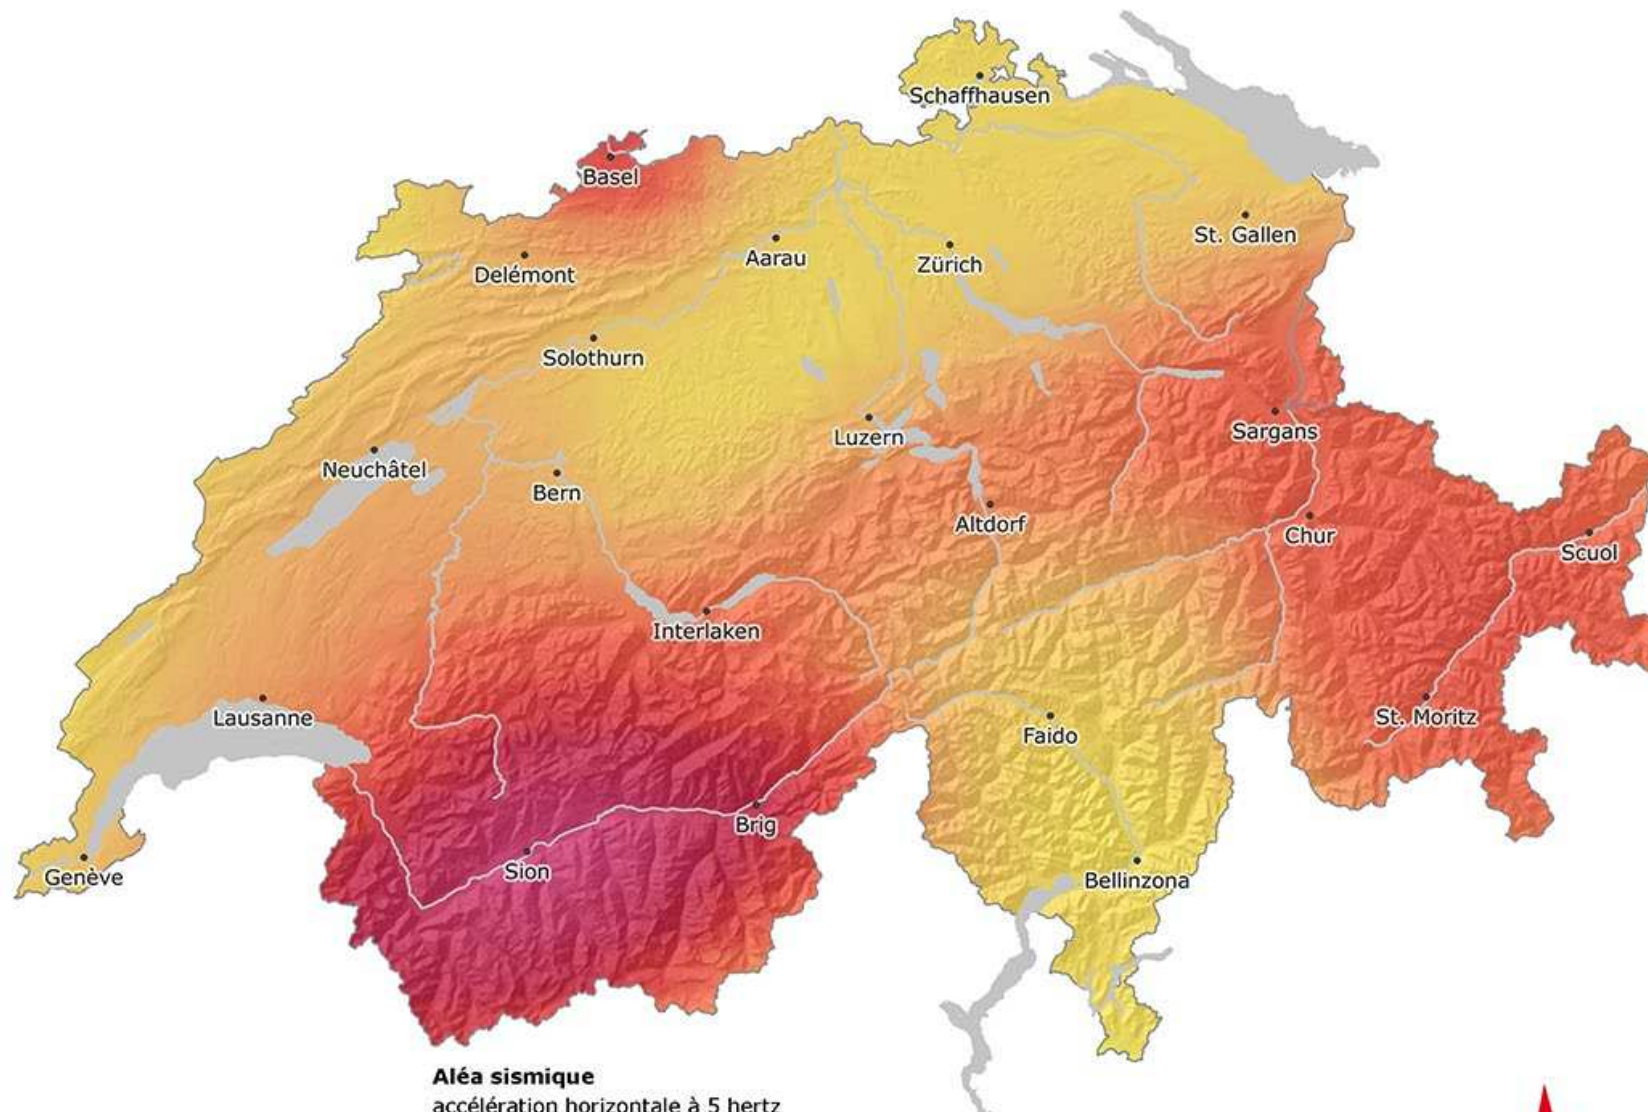 Schaffhausen
Basel
St. Gallen
Aarau
Zürich
Delémont
Solothurn
Luzern
Sargans
Neuchâtel
Bern
Altdorf
Chur
Scuol
Interlaken
Lausanne
St. Moritz
Faido
Brig
Sion
Genève
Bellinzona
Aléa sismique
accélération horizontale à 5 hertz